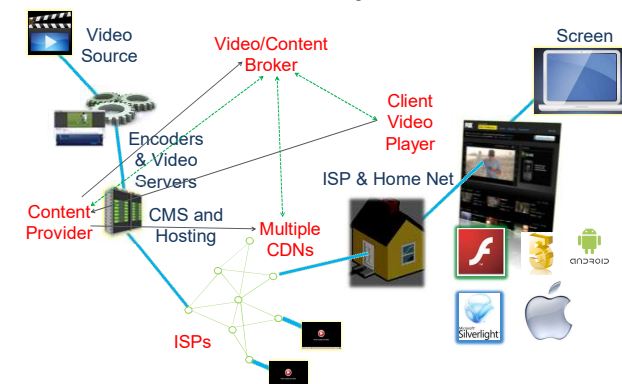 Video
Source
Video/Content
Broker
Screen
Client
Video
Player
Encoders
& Video
Servers
ISP & Home Net
Content
Provider
CMS and
Hosting
Multiple
CDNs
ISPs
ANDROID
Microsoft
Silverlight